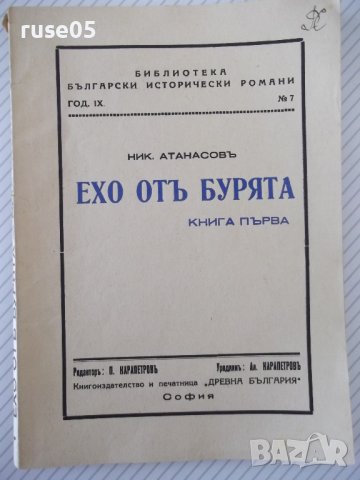 ruse05
БИБЛИОТЕКА
БЪЛГАРСКИ ИСТОРИЧЕСКИ РОМАНИ
ГОД. IX. № 7
НИК. АТАНАСОВЪ
ЕХО ОТЪ БУРЯТА
КНИГА ПЪРВА
Редакторъ: П. КАРАПЕТРОВЪ Уредникъ: Ал. КАРАПЕТРОВЪ
Книгоиздателство и печатница „ДРЕВНА БЪЛГАРИЯ"
София
BAZAR